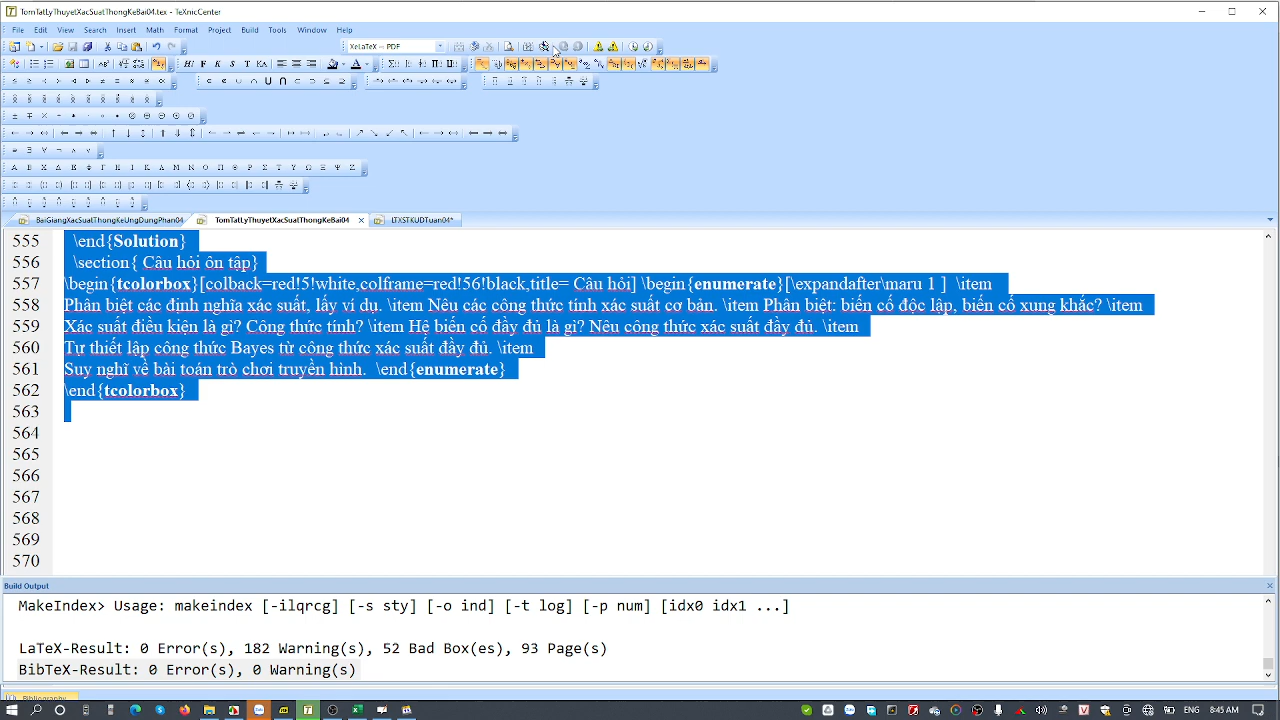 TomTatLyThuyetXacSuatThongKeBai04.tex - TeXnicCenter
File Edit View Search Insert Math Format Project Build Tools Window Help
XeLaTeX -- PDF
BaiGiangXacSuatThongKeUngDungPhan04 TomTatLyThuyetXacSuatThongKeBai04 LTXSTKUDTuan04*
555 \end{Solution}
556 \section{ Câu hỏi ôn tập}
557 \begin{tcolorbox}[colback=red!5!white,colframe=red!56!black,title= Câu hỏi] \begin{enumerate}[\expandafter\maru 1 ] \item
558 Phân biệt các định nghĩa xác suất, lấy ví dụ. \item Nêu các công thức tính xác suất cơ bản. \item Phân biệt: biến cố độc lập, biến cố xung khắc? \item
559 Xác suất điều kiện là gì? Công thức tính? \item Hệ biến cố đầy đủ là gì? Nêu công thức xác suất đầy đủ. \item
560 Tự thiết lập công thức Bayes từ công thức xác suất đầy đủ. \item
561 Suy nghĩ về bài toán trò chơi truyền hình. \end{enumerate}
562 \end{tcolorbox}
563
564
565
566
567
568
569
570
Build Output
MakeIndex> Usage: makeindex [-ilqrcg] [-s sty] [-o ind] [-t log] [-p num] [idx0 idx1 ...]
LaTeX-Result: 0 Error(s), 182 Warning(s), 52 Bad Box(es), 93 Page(s)
BibTeX-Result: 0 Error(s), 0 Warning(s)
Bibliography
ENG 8:45 AM